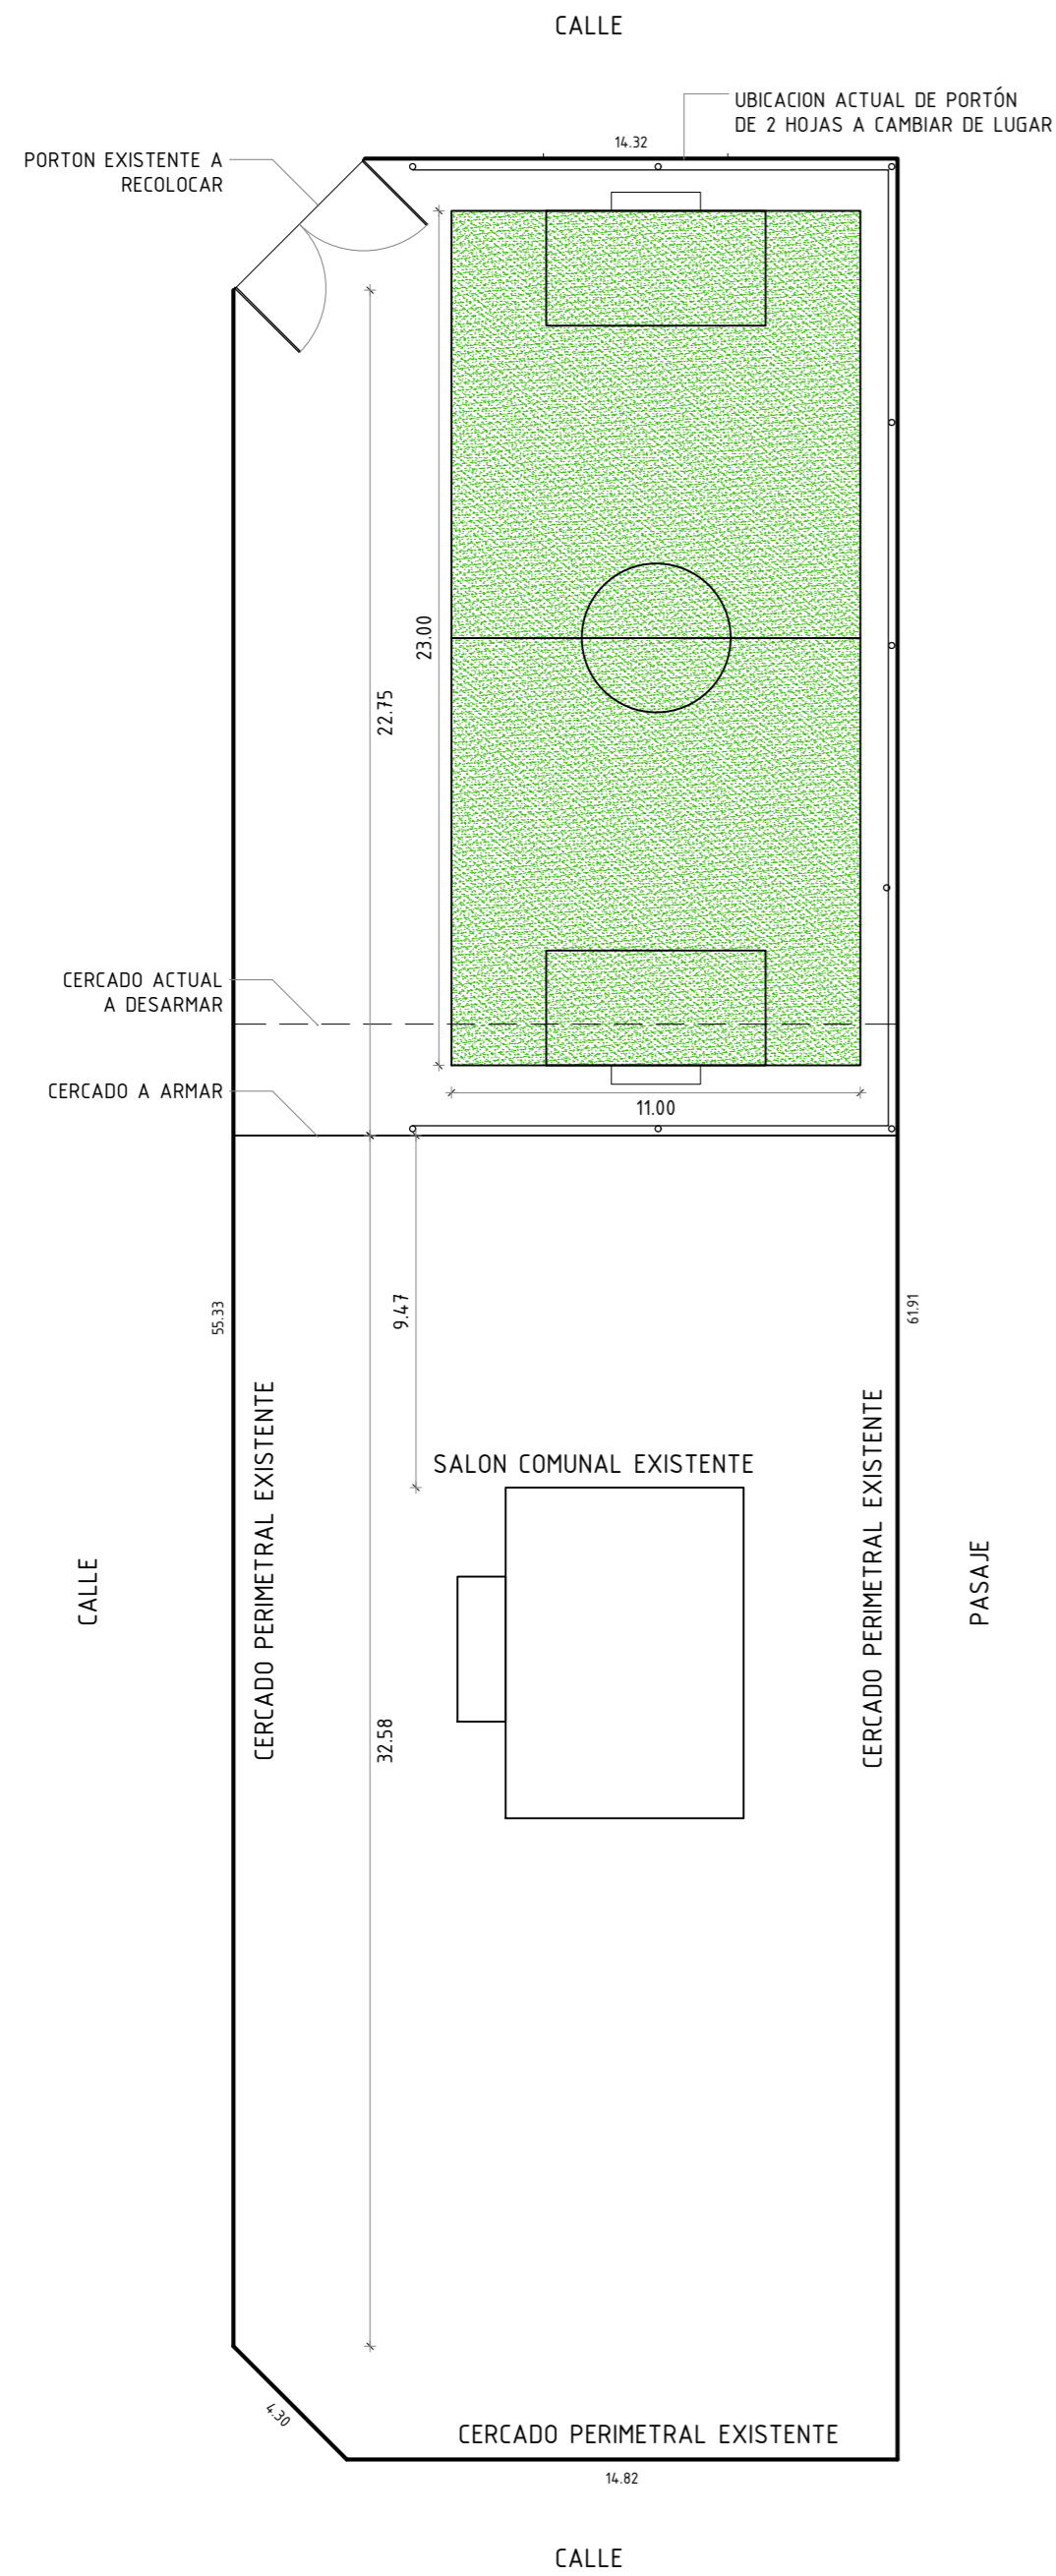 CALLE
UBICACION ACTUAL DE PORTÓN
DE 2 HOJAS A CAMBIAR DE LUGAR
14.32
PORTON EXISTENTE A
RECOLOCAR
23.00
22.75
CERCADO ACTUAL
A DESARMAR
CERCADO A ARMAR
11.00
55.33
9.47
61.91
CERCADO PERIMETRAL EXISTENTE
SALON COMUNAL EXISTENTE
CERCADO PERIMETRAL EXISTENTE
CALLE
PASAJE
32.58
4.30
CERCADO PERIMETRAL EXISTENTE
14.82
CALLE